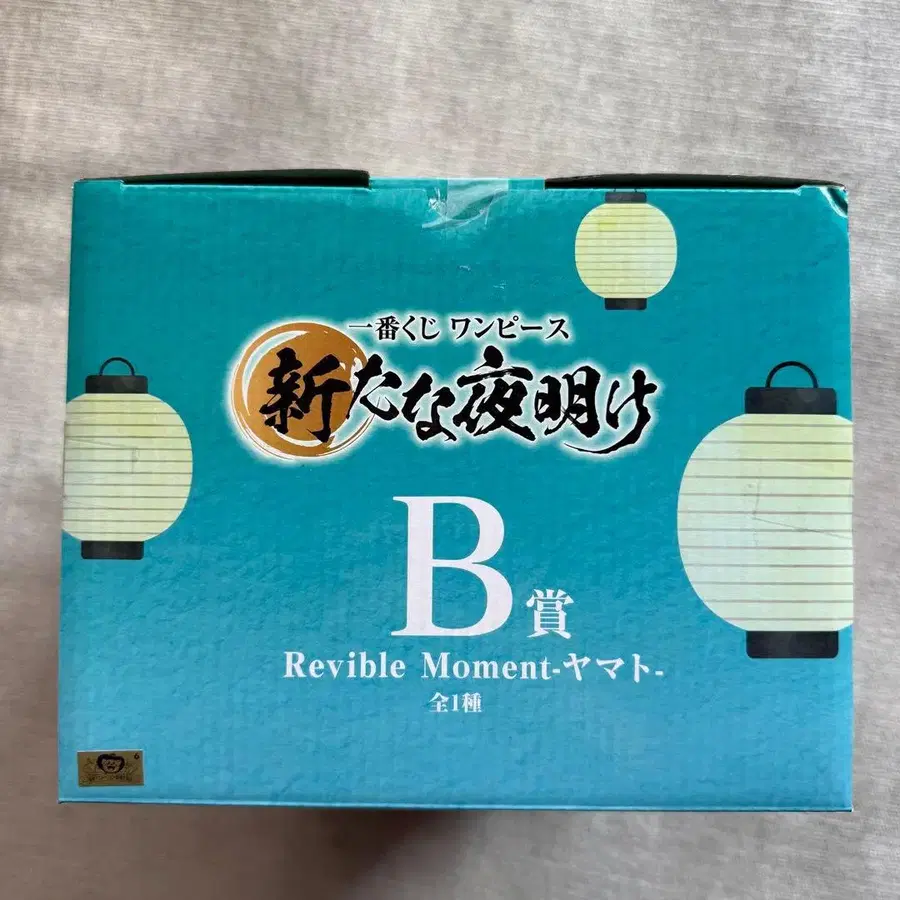 一番くじ ワンピース
新たな夜明け
B賞
Revible Moment-ヤマト-
全1種